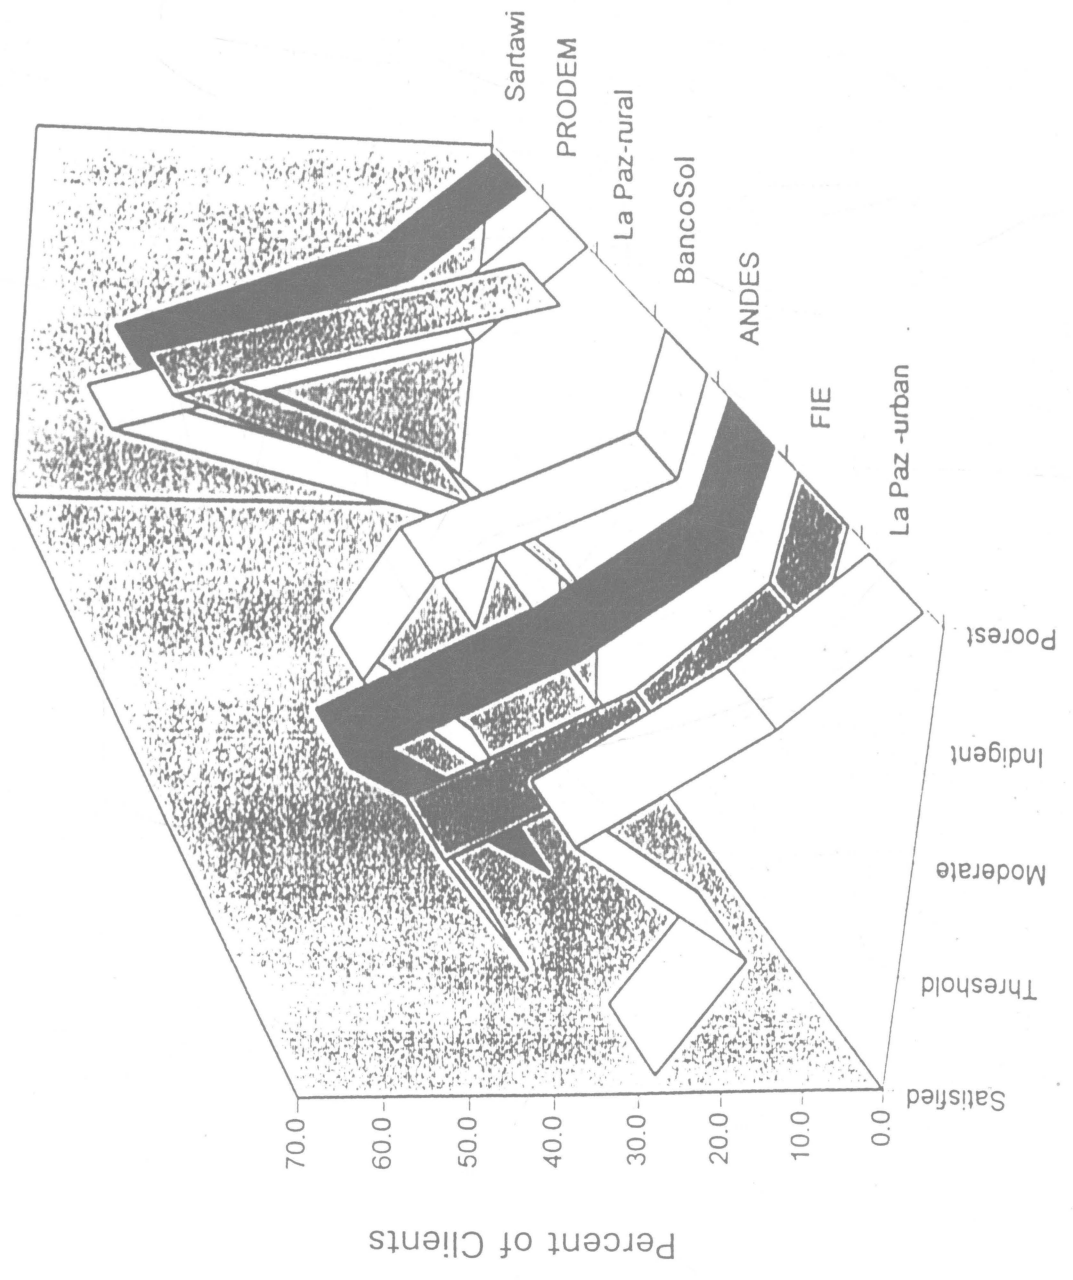 Percent of Clients
70.0
60.0
50.0
40.0
30.0
20.0
10.0
0.0
Satisfied
Threshold
Moderate
Indigent
Poorest
La Paz -urban
FIE
ANDES
BancoSol
La Paz-rural
PRODEM
Sartawi